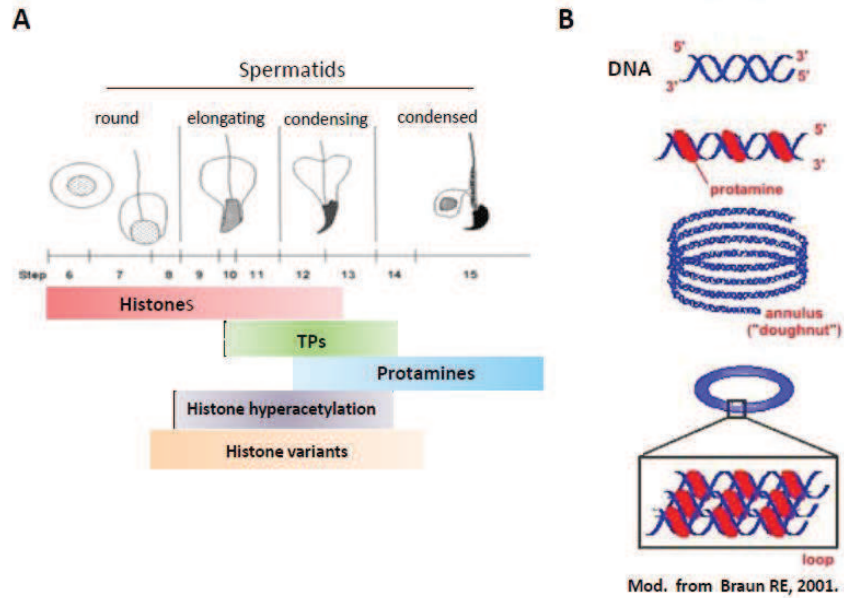 A
Spermatids
round elongating condensing condensed
Step 6 7 8 9 10 11 12 13 14 15
Histones
TPs
Protamines
Histone hyperacetylation
Histone variants
B
5'
DNA 3'
3' 5'
5'
3'
protamine
annulus
("doughnut")
loop
Mod. from Braun RE, 2001.